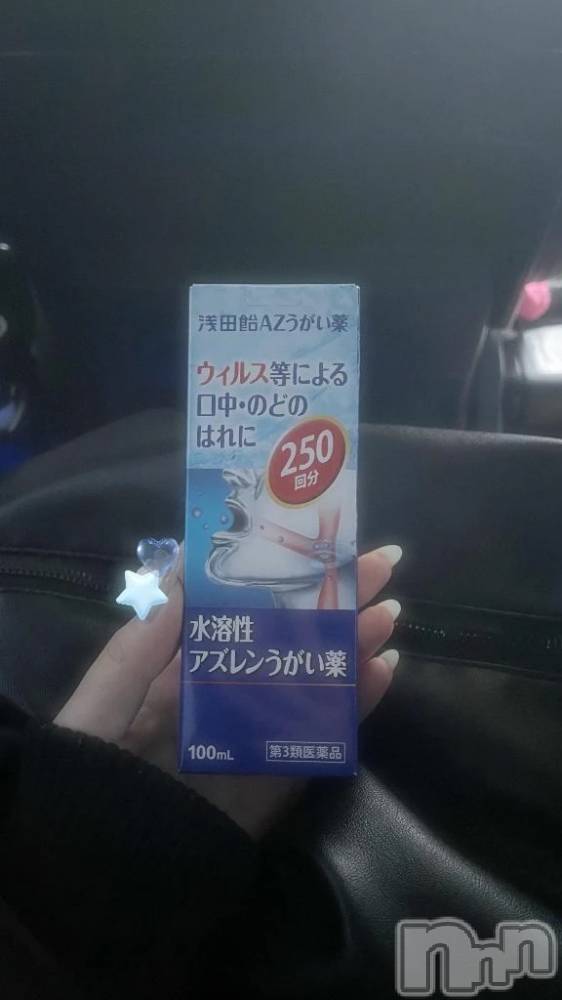 浅田飴AZうがい薬
ウィルス等による
口中・のどの
はれに
250
回分
水溶性
アズレンうがい薬
100mL
第3類医薬品
nnn